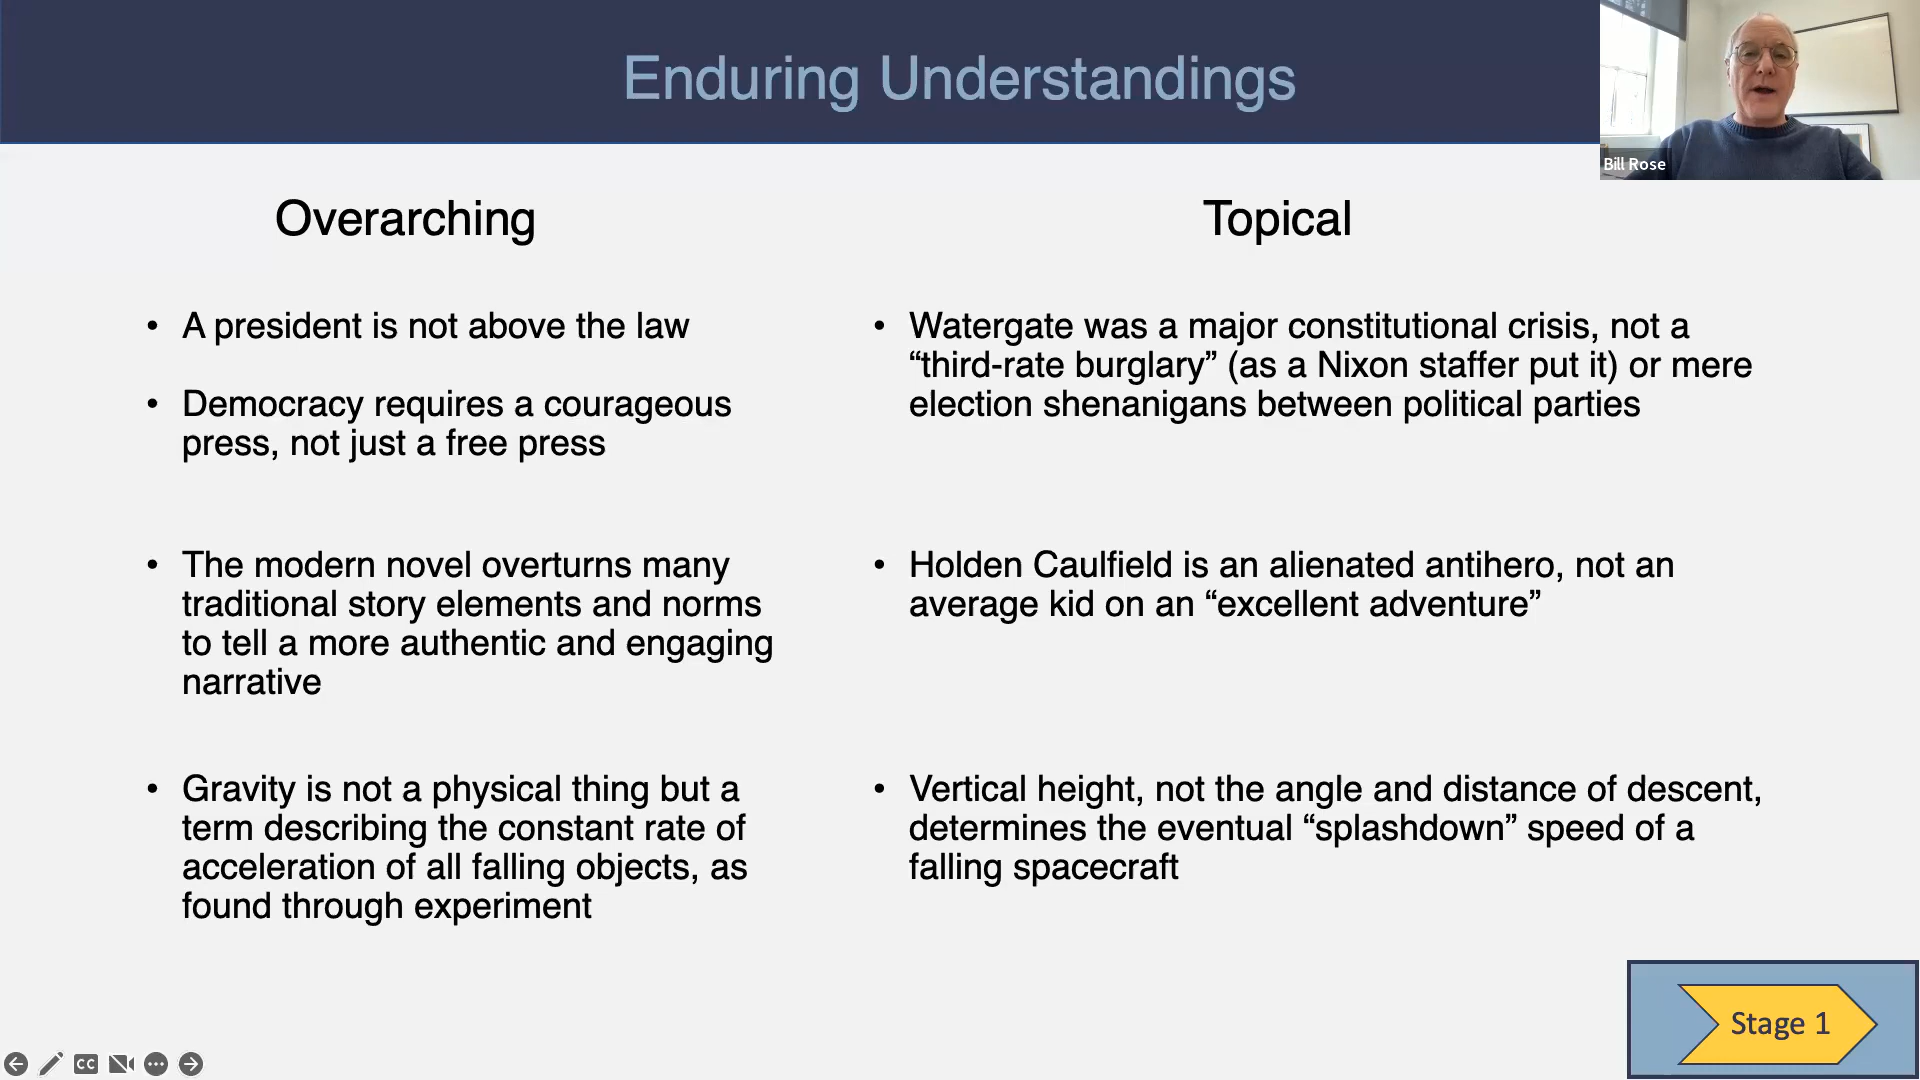 Enduring Understandings
Bill Rose
Overarching
• A president is not above the law
• Democracy requires a courageous
press, not just a free press
• The modern novel overturns many
traditional story elements and norms
to tell a more authentic and engaging
narrative
• Gravity is not a physical thing but a
term describing the constant rate of
acceleration of all falling objects, as
found through experiment
Topical
• Watergate was a major constitutional crisis, not a
“third-rate burglary” (as a Nixon staffer put it) or mere
election shenanigans between political parties
• Holden Caulfield is an alienated antihero, not an
average kid on an “excellent adventure”
• Vertical height, not the angle and distance of descent,
determines the eventual “splashdown” speed of a
falling spacecraft
Stage 1
CC